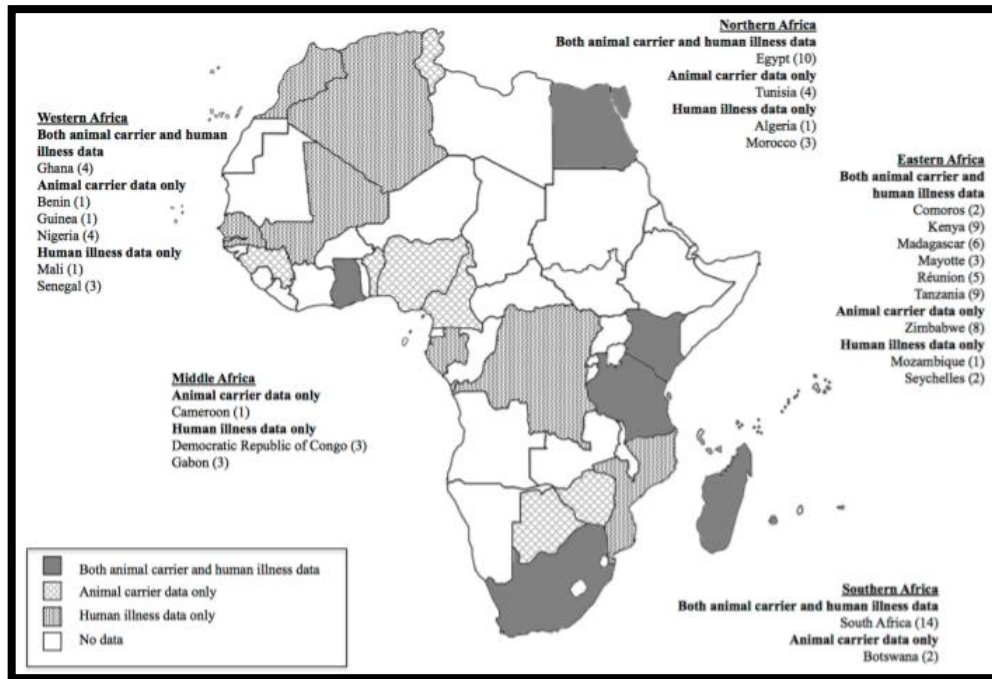 Northern Africa
Both animal carrier and human illness data
Egypt (10)
Animal carrier data only
Tunisia (4)
Human illness data only
Algeria (1)
Morocco (3)
Western Africa
Both animal carrier and human
illness data
Ghana (4)
Animal carrier data only
Benin (1)
Guinea (1)
Nigeria (4)
Human illness data only
Mali (1)
Senegal (3)
Eastern Africa
Both animal carrier and
human illness data
Comoros (2)
Kenya (9)
Madagascar (6)
Mayotte (3)
Réunion (5)
Tanzania (9)
Animal carrier data only
Zimbabwe (8)
Human illness data only
Mozambique (1)
Seychelles (2)
Middle Africa
Animal carrier data only
Cameroon (1)
Human illness data only
Democratic Republic of Congo (3)
Gabon (3)
Both animal carrier and human illness data
Animal carrier data only
Human illness data only
No data
Southern Africa
Both animal carrier and human illness data
South Africa (14)
Animal carrier data only
Botswana (2)